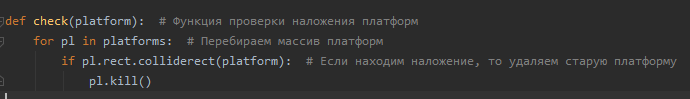 def check(platform):  # Функция проверки наложения платформ
    for pl in platforms:  # Перебираем массив платформ
        if pl.rect.colliderect(platform):  # Если находим наложение, то удаляем старую платформу
            pl.kill()